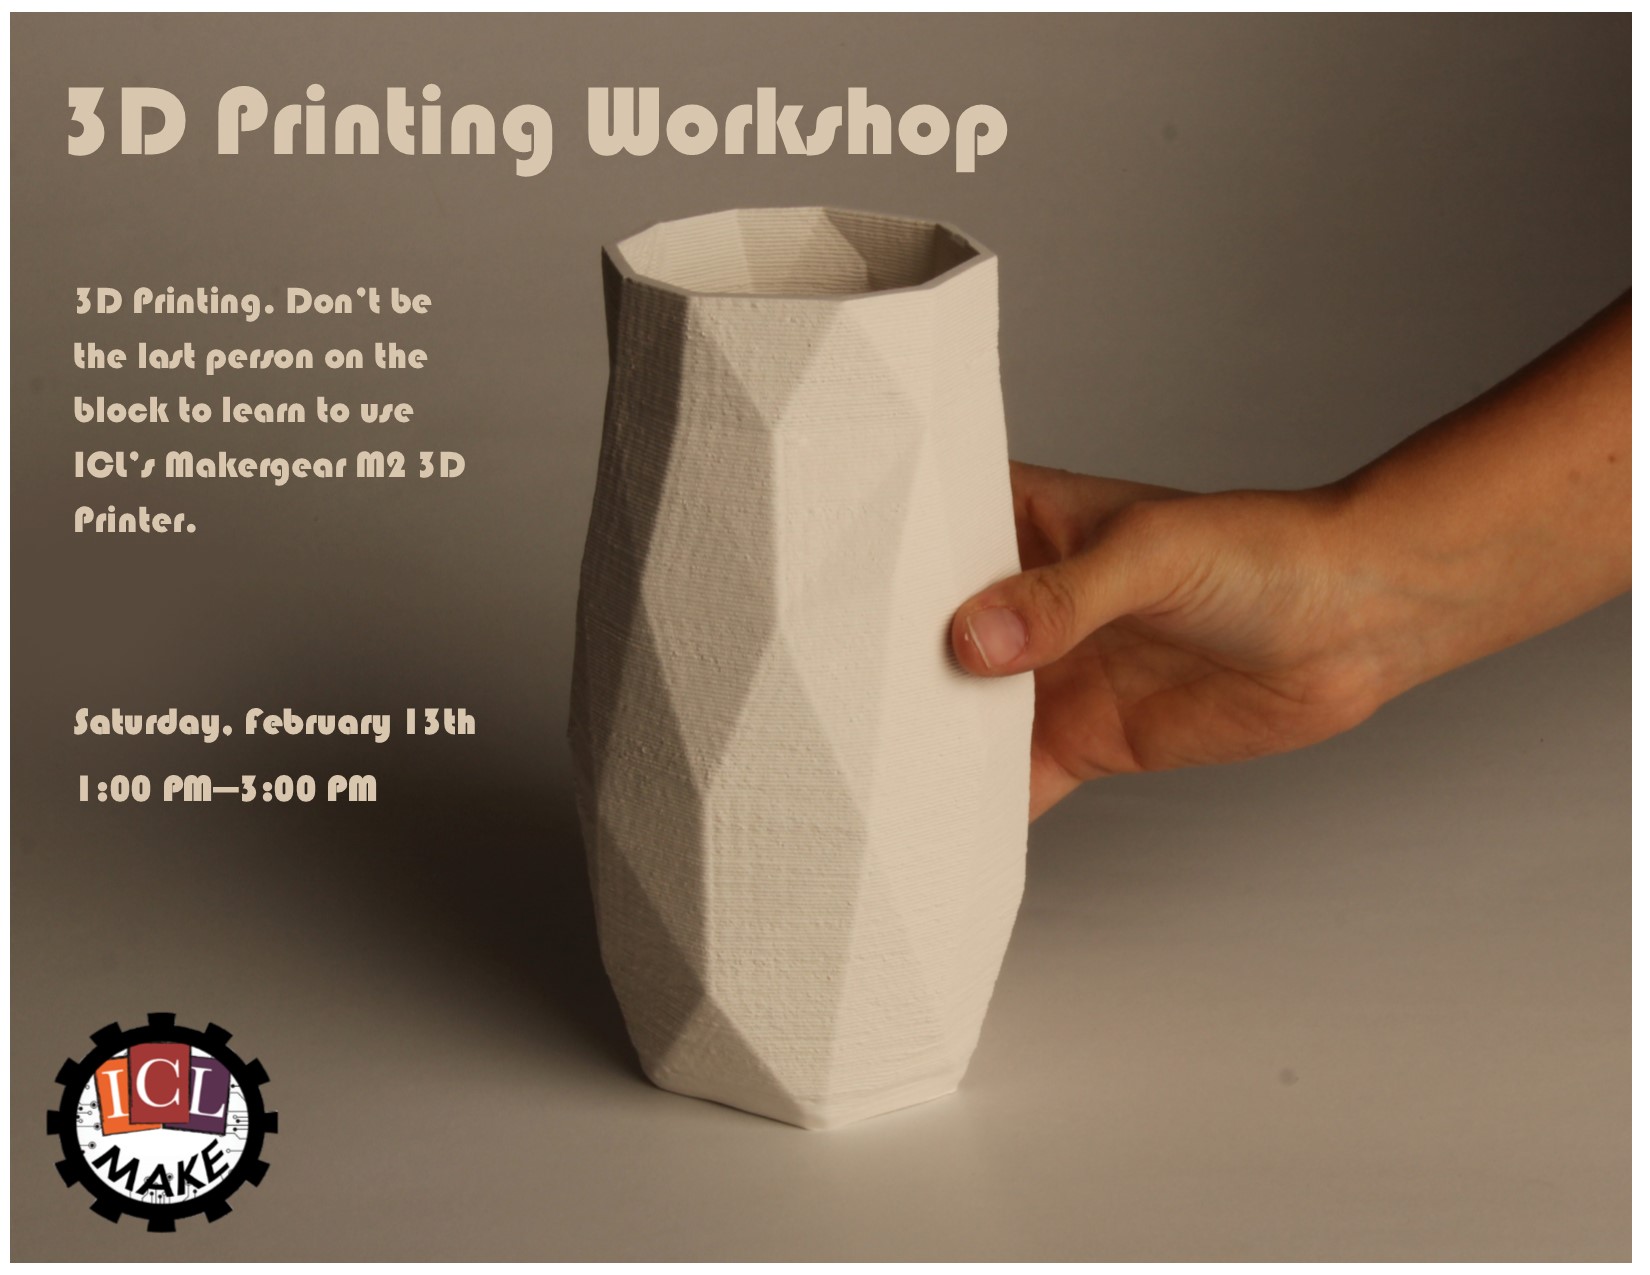 3D Printing Workshop
3D Printing. Don't be
the last person on the
block to learn to use
ICL's Makergear M2 3D
Printer.
Saturday, February 13th
1:00 PM—3:00 PM
ICL
MAKE